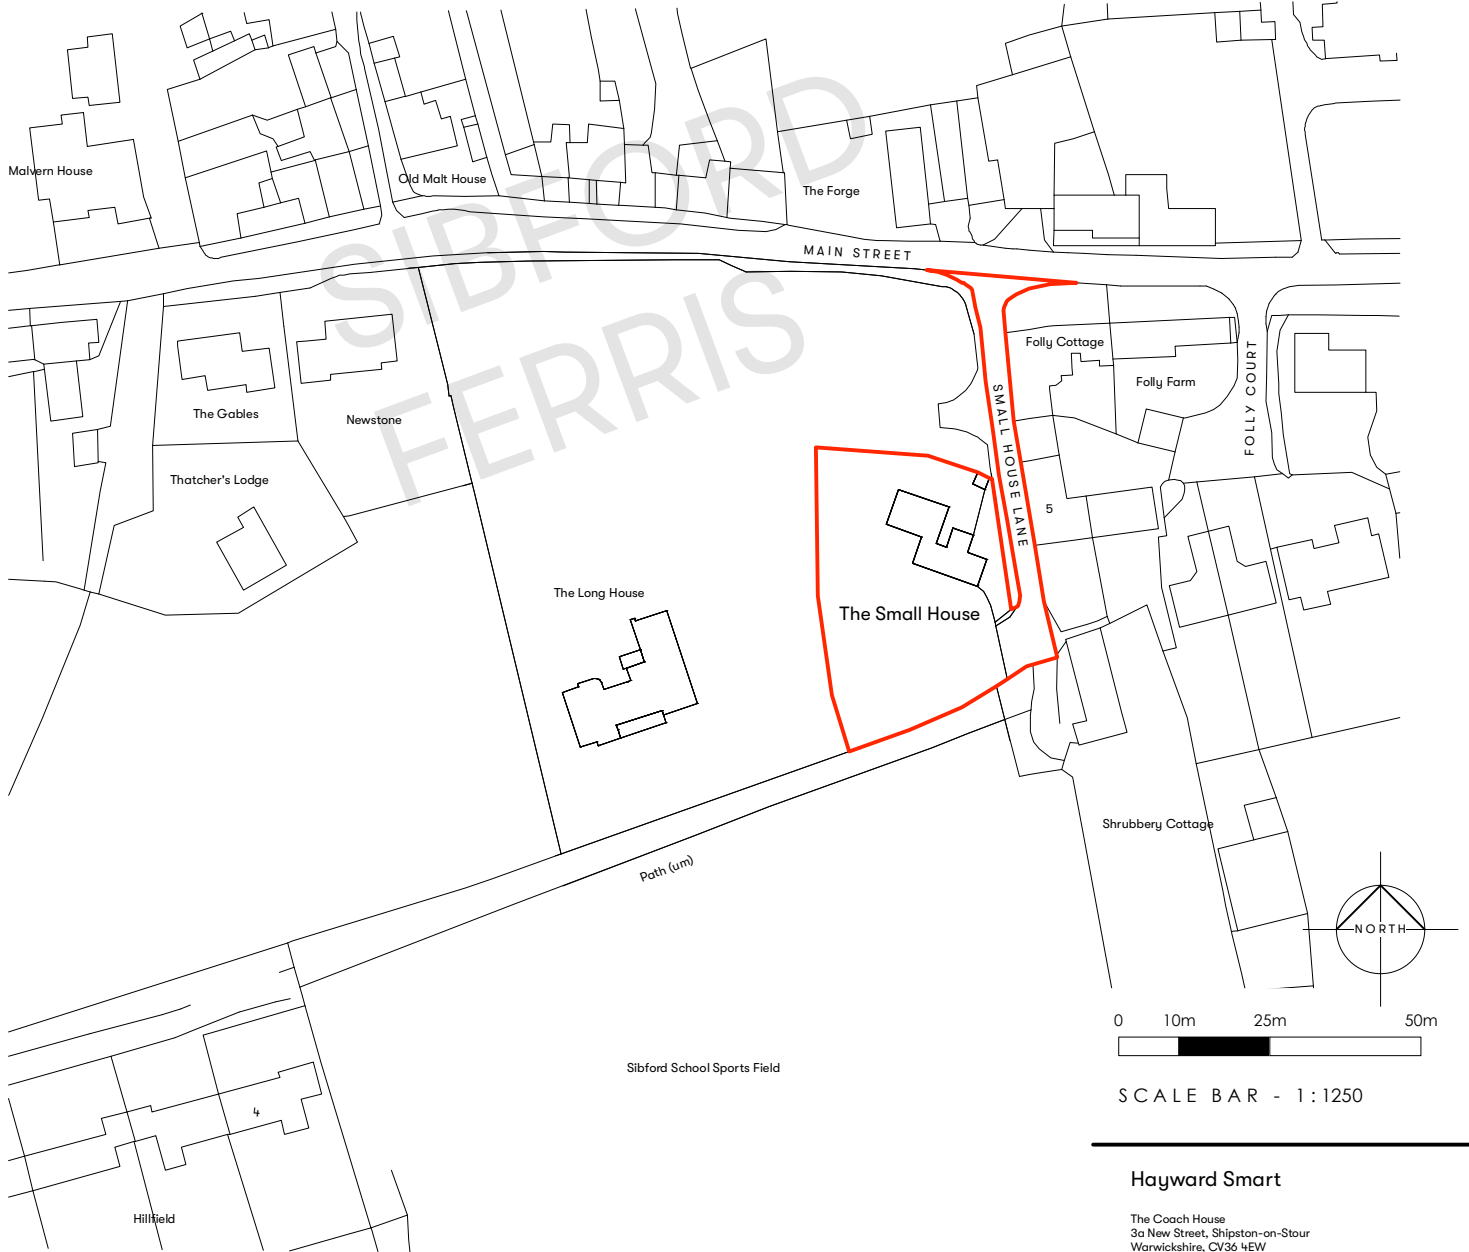 Malvern House
Old Malt House
The Forge
MAIN STREET
SIBFORD
FERRIS
Folly Cottage
Folly Farm
FOLLY COURT
SMALL HOUSE LANE
The Gables
Newstone
Thatcher's Lodge
5
The Long House
The Small House
Shrubbery Cottage
Path (um)
NORTH
0 10m 25m 50m
Sibford School Sports Field
SCALE BAR - 1:1250
4
Hillfield
Hayward Smart
The Coach House
3a New Street, Shipston-on-Stour
Warwickshire, CV36 4EW